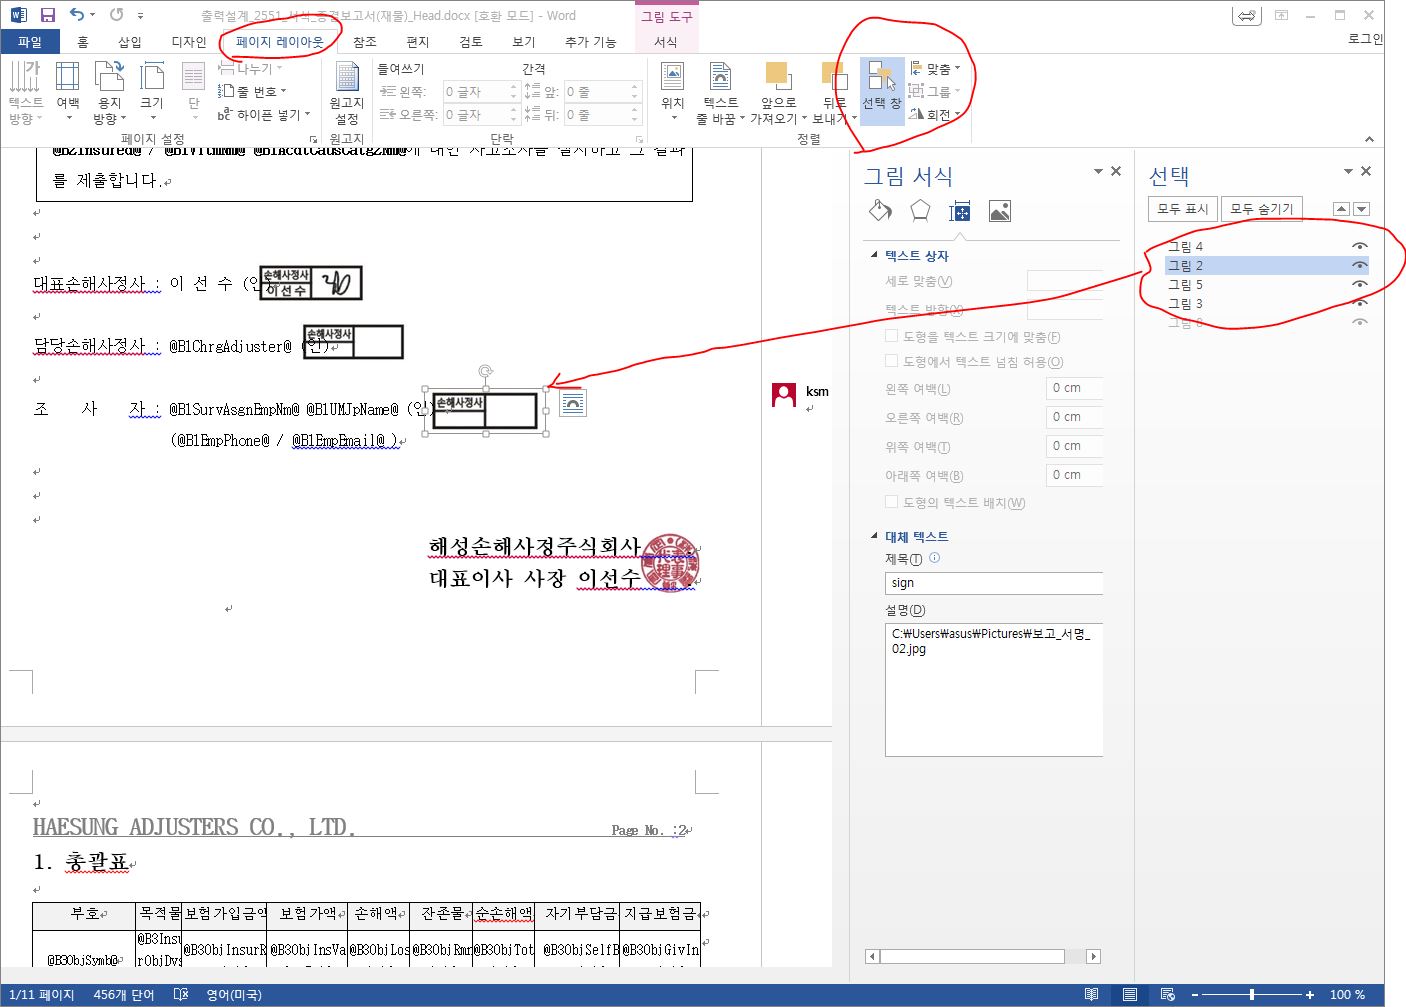 출력설계_2551_서식_종결보고서(재물)_Head.docx [호환 모드] - Word
그림 도구
파일
홈
삽입
디자인
페이지 레이아웃
참조
편지
검토
보기
추가 기능
서식
로그인
텍스트 방향
여백
용지 방향
크기
단
나누기
줄 번호
하이픈 넣기
페이지 설정
원고지 설정
원고지
들여쓰기
간격
왼쪽: 0 글자
앞: 0 줄
오른쪽: 0 글자
뒤: 0 줄
단락
위치
텍스트 줄 바꿈
앞으로 가져오기
뒤로 보내기
선택 창
맞춤
그룹
회전
정렬
@B2Insured@ / 에 대한 사고조사를 실시하고 그 결과
를 제출합니다.
대표손해사정사 : 이 선 수 (인)
손해사정사
이선수
담당손해사정사 : @B1ChrgAdjuster@ (인)
손해사정사
조 사 자 : @B1SurvAsgnEmpNm@ @B1UMJpName@ (인)
손해사정사
(@B1EmpPhone@ / @B1EmpEmail@ )
ksm
해성손해사정주식회사
대표이사 사장 이선수
HAESUNG ADJUSTERS CO., LTD.
Page No. :2
1. 총괄표
부호 목적물 보험가입금액 보험가액 손해액 잔존물 순손해액 자기부담금 지급보험금
@B3ObjSymb@ @B3Insu
rObjDvs @B3ObjInsurR @B3ObjInsVa @B3ObjLos @B3ObjRmn @B3ObjTot @B3ObjSelfB @B3ObjGivIn
그림 서식
텍스트 상자
세로 맞춤(V)
텍스트 방향(X)
도형을 텍스트 크기에 맞춤(F)
도형에서 텍스트 넘침 허용(O)
왼쪽 여백(L) 0 cm
오른쪽 여백(R) 0 cm
위쪽 여백(T) 0 cm
아래쪽 여백(B) 0 cm
도형의 텍스트 배치(W)
대체 텍스트
제목(T)
sign
설명(D)
C:\Users\asus\Pictures\보고_서명_
02.jpg
선택
모두 표시
모두 숨기기
그림 4
그림 2
그림 5
그림 3
1/11 페이지
456개 단어
영어(미국)
100 %